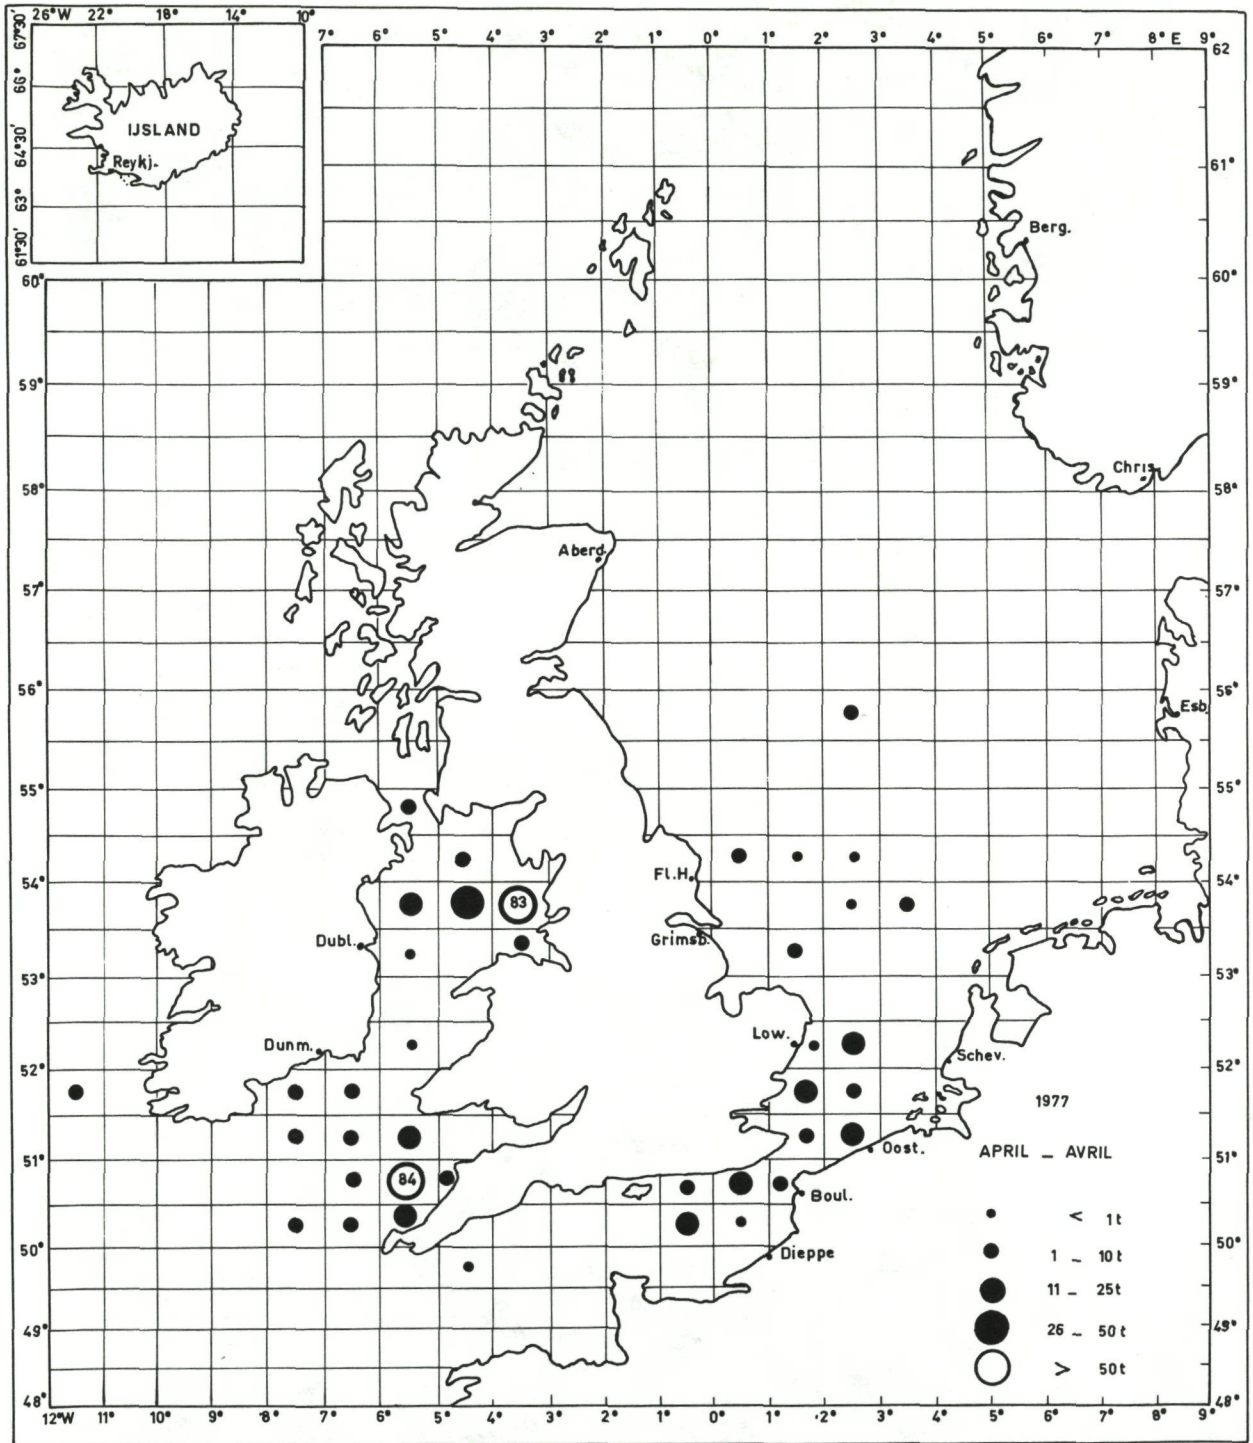 26°W 22° 18° 14° 10°
67°30' 66° 64°30' 63° 61°30'
IJSLAND
Reykj.
7° 6° 5° 4° 3° 2° 1° 0° 1° 2° 3° 4° 5° 6° 7° 8° E 9°
62
61°
61°
Berg.
60°
60°
59°
59°
Chris
58°
58°
Aberd.
57°
57°
56°
56°
Esb
55°
55°
Fl.H.
54°
54°
83
Dubl.
Grimsb.
53°
53°
Low.
Dunm.
Schev.
52°
52°
1977
Oost.
APRIL _ AVRIL
51°
51°
84
Boul.
< 1t
50°
50°
Dieppe
1 _ 10t
11 _ 25t
26 _ 50t
49°
49°
> 50t
48°
48°
12°W 11° 10° 9° 8° 7° 6° 5° 4° 3° 2° 1° 0° 1° 2° 3° 4° 5° 6° 7° 8° 9°